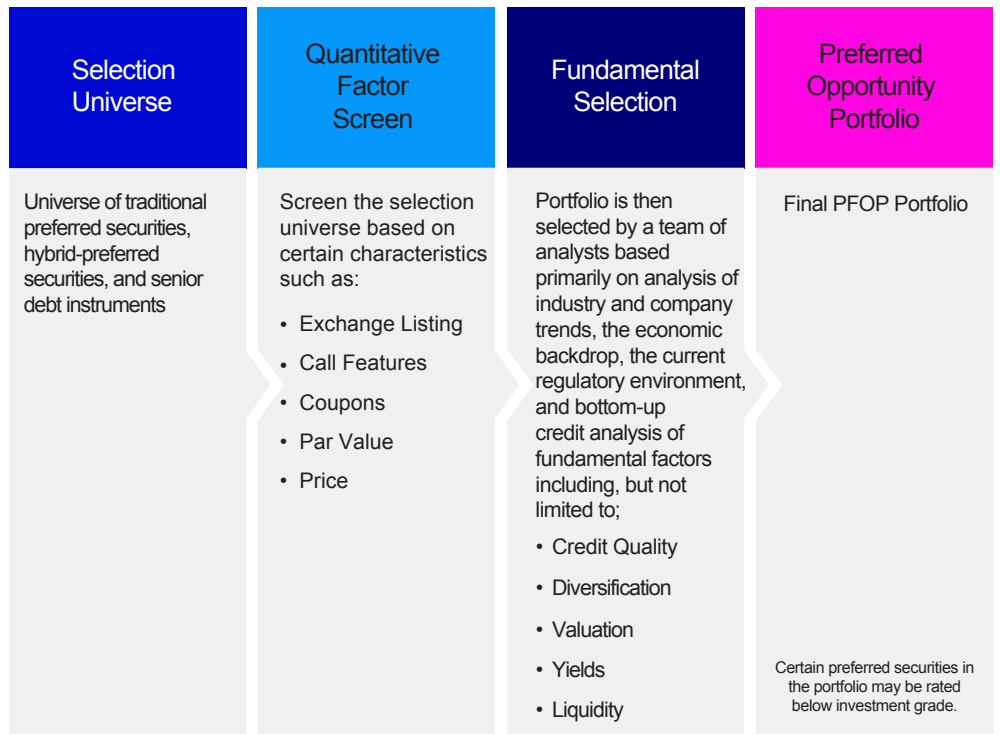 Selection
Universe
Quantitative
Factor
Screen
Fundamental
Selection
Preferred
Opportunity
Portfolio
Universe of traditional
preferred securities,
hybrid-preferred
securities, and senior
debt instruments
Screen the selection
universe based on
certain characteristics
such as:
• Exchange Listing
• Call Features
• Coupons
• Par Value
• Price
Portfolio is then
selected by a team of
analysts based
primarily on analysis of
industry and company
trends, the economic
backdrop, the current
regulatory environment,
and bottom-up
credit analysis of
fundamental factors
including, but not
limited to;
• Credit Quality
• Diversification
• Valuation
• Yields
• Liquidity
Final PFOP Portfolio
Certain preferred securities in
the portfolio may be rated
below investment grade.